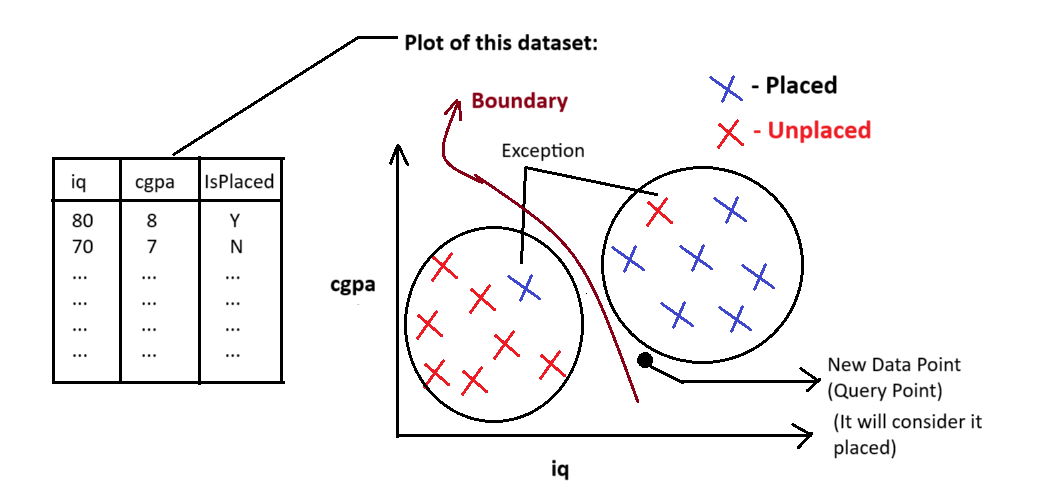 Plot of this dataset:
- Placed
- Unplaced
Boundary
Exception
iq cgpa IsPlaced
80 8 Y
70 7 N
... ... ...
... ... ...
... ... ...
... ... ...
cgpa
New Data Point
(Query Point)
(It will consider it
placed)
iq